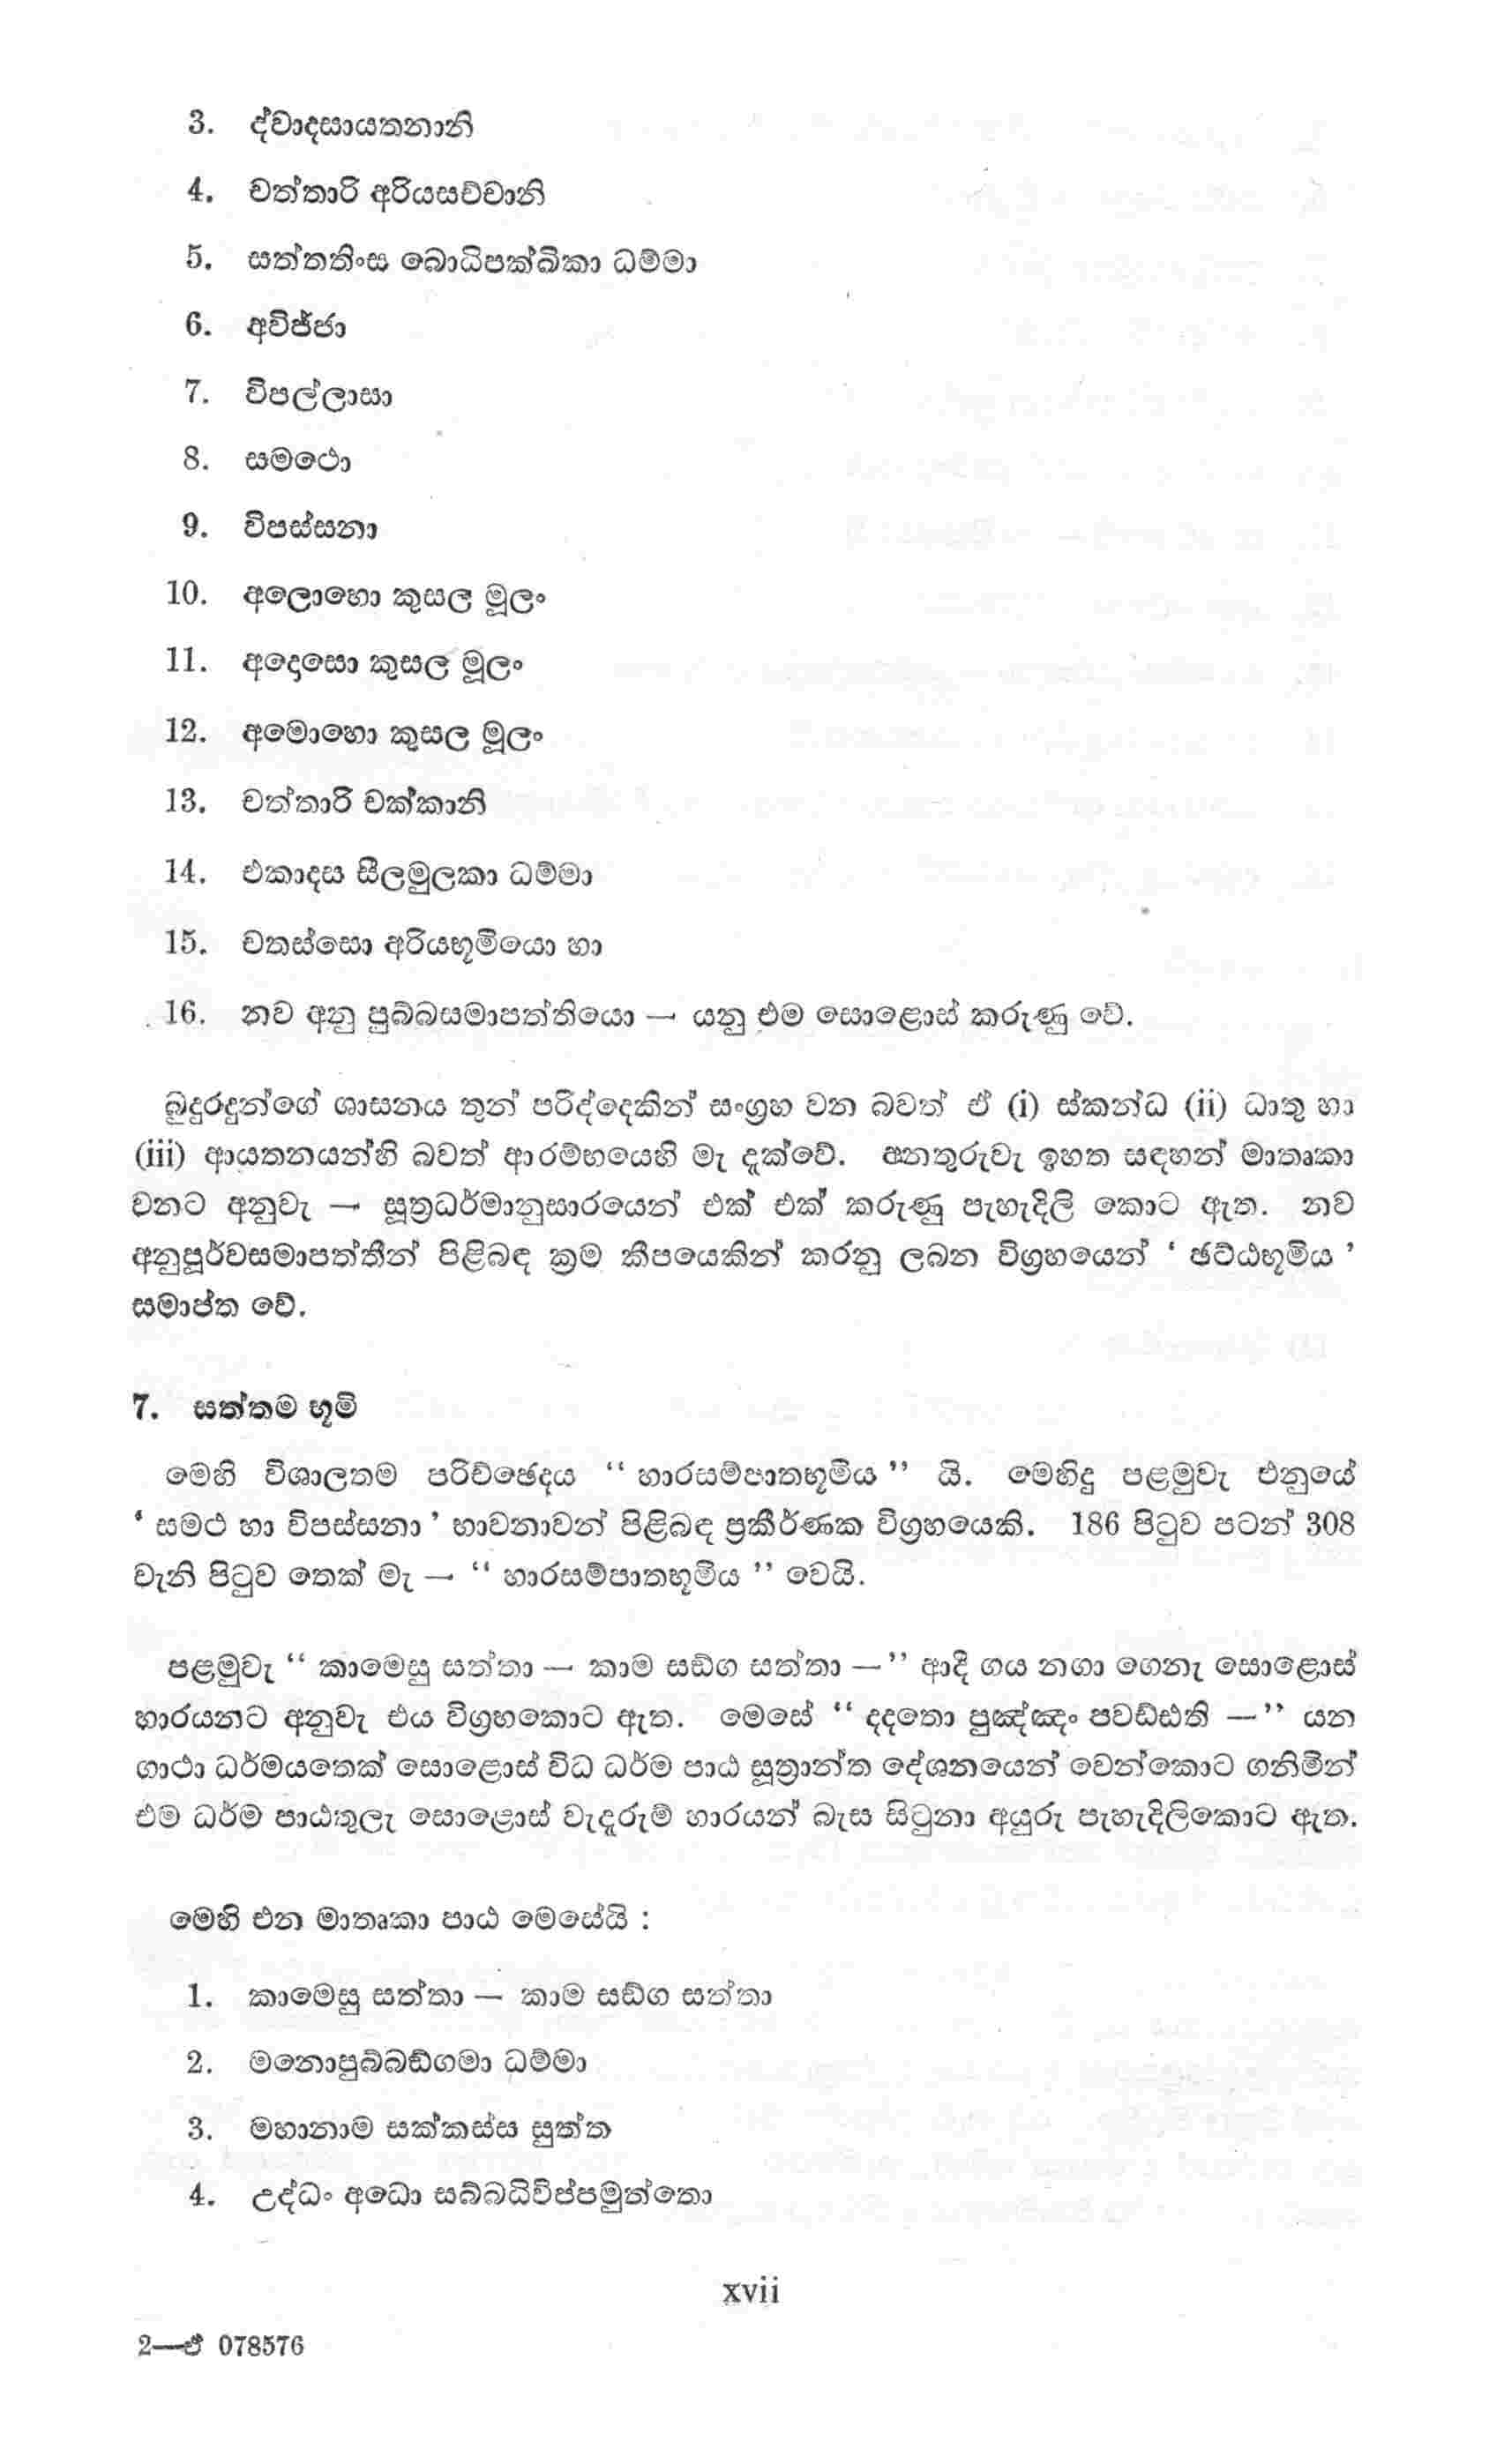 3. ද්වාදසායතනානි
4. චත්තාරි අරියසච්චානි
5. සත්තතිංස බොධිපක්ඛිකා ධම්මා
6. අවිජ්ජා
7. විපල්ලාසා
8. සමථො
9. විපස්සනා
10. අලොහො කුසල මූලං
11. අදොසො කුසල මූලං
12. අමොහො කුසල මූලං
13. චත්තාරි චක්කානි
14. එකාදස සීලමූලකා ධම්මා
15. චතස්සො අරියභූමියො හා
16. නව අනු පුබ්බසමාපත්තියො — යනු එම සොළොස් කරුණු වේ.
බුදුරදුන්ගේ ශාසනය තුන් පරිද්දෙකින් සංග්‍රහ වන බවත් ඒ (i) ස්කන්ධ (ii) ධාතු හා
(iii) ආයතනයන්හි බවත් ආරම්භයෙහි මැ දැක්වේ. අනතුරුවැ ඉහත සඳහන් මාතෘකා
වනට අනුවැ — සූත්‍රධර්මානුසාරයෙන් එක් එක් කරුණු පැහැදිලි කොට ඇත. නව
අනුපූර්වසමාපත්තීන් පිළිබඳ ක්‍රම කීපයෙකින් කරනු ලබන විග්‍රහයෙන් ‘ ඡට්ඨභූමිය ’
සමාප්ත වේ.
7. සත්තම භූමි
මෙහි විශාලතම පරිච්ඡෙදය “ හාරසම්පාතභූමිය ” යි. මෙහිදු පළමුවැ එනුයේ
‘ සමථ හා විපස්සනා ’ භාවනාවන් පිළිබඳ ප්‍රකීර්ණක විග්‍රහයෙකි. 186 පිටුව පටන් 308
වැනි පිටුව තෙක් මැ — “ හාරසම්පාතභූමිය ” වෙයි.
පළමුවැ “ කාමෙසු සත්තා — කාම සඞ්ග සත්තා —” ආදි ගය නගා ගෙනැ සොළොස්
හාරයනට අනුවැ එය විග්‍රහකොට ඇත. මෙසේ “ දදතො පුඤ්ඤං පවඩ්ඪති —” යන
ගාථා ධර්මයතෙක් සොළොස් විධ ධර්ම පාඨ සූත්‍රාන්ත දේශනයෙන් වෙන්කොට ගනිමින්
එම ධර්ම පාඨතුලැ සොළොස් වැදෑරුම් හාරයන් බැස සිටුනා අයුරු පැහැදිලිකොට ඇත.
මෙහි එන මාතෘකා පාඨ මෙසේයි :
1. කාමෙසු සත්තා — කාම සඞ්ග සත්තා
2. මනොපුබ්බඞ්ගමා ධම්මා
3. මහානාම සක්කස්ස සුත්ත
4. උද්ධං අධො සබ්බධිවිප්පමුත්තො
xvii
2—ඒ 078576